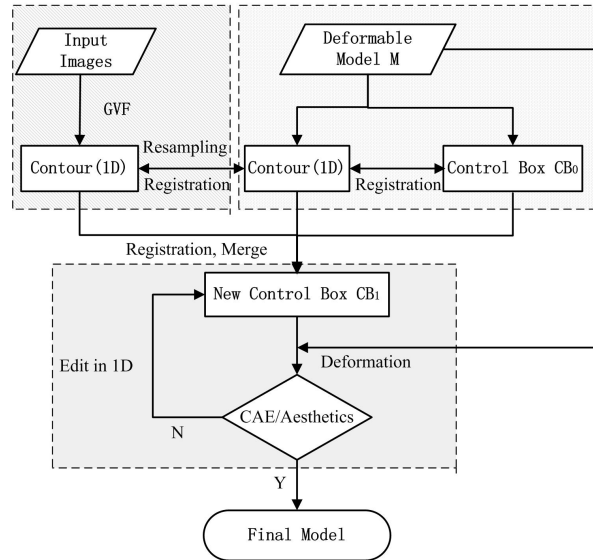 Input
Images
Deformable
Model M
GVF
Resampling
Contour(1D)
Contour(1D)
Control Box CB₀
Registration
Registration
Registration, Merge
New Control Box CB₁
Edit in 1D
Deformation
CAE/Aesthetics
N
Y
Final Model